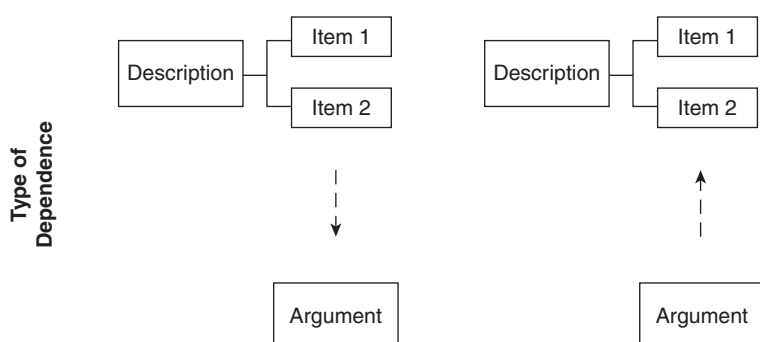 Item 1
Description
Item 2
Item 1
Description
Item 2
Type of
Dependence
Argument
Argument